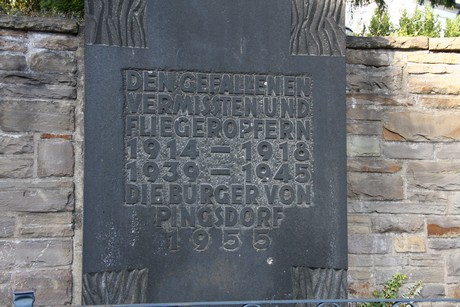 DEN GEFALLENEN
VERMISSTEN UND
FLIEGEROPFERN
1914 – 1918
1939 – 1945
DIE BÜRGER VON
PINGSDORF
1955